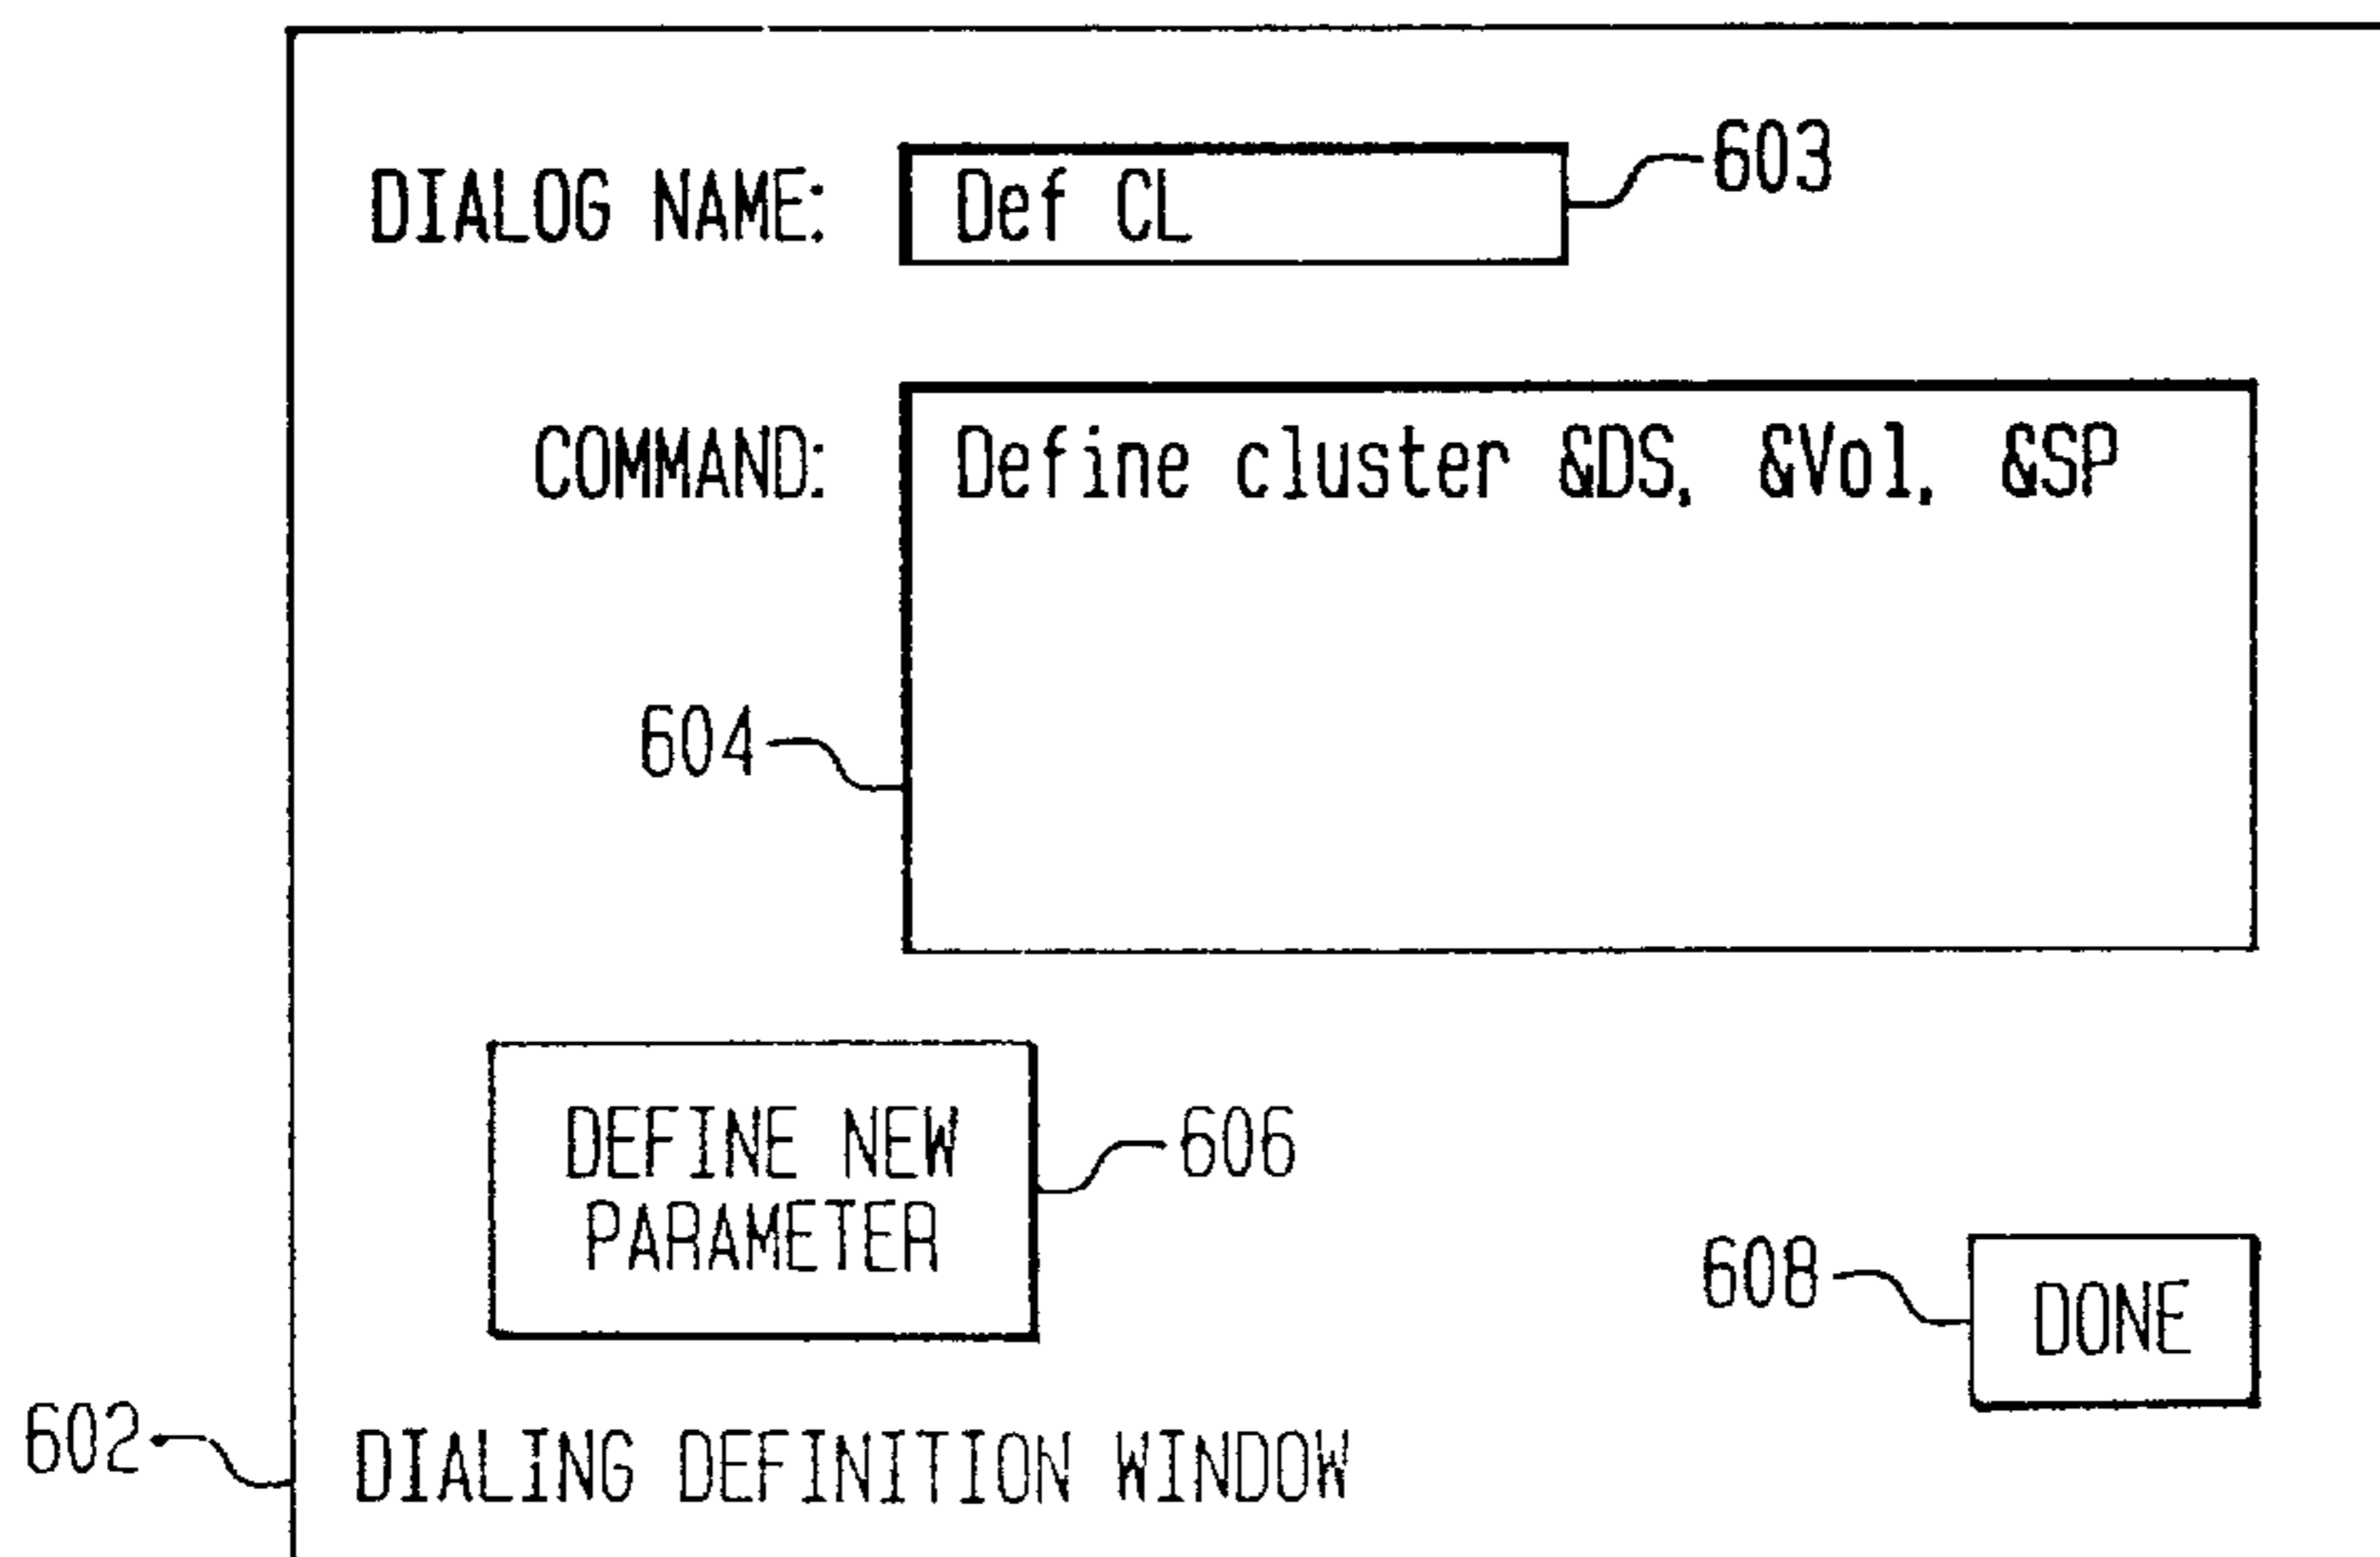 DIALOG NAME: Def CL 603
COMMAND: Define cluster &DS, &Vol, &SP
604
DEFINE NEW
PARAMETER
606
608
DONE
602
DIALING DEFINITION WINDOW